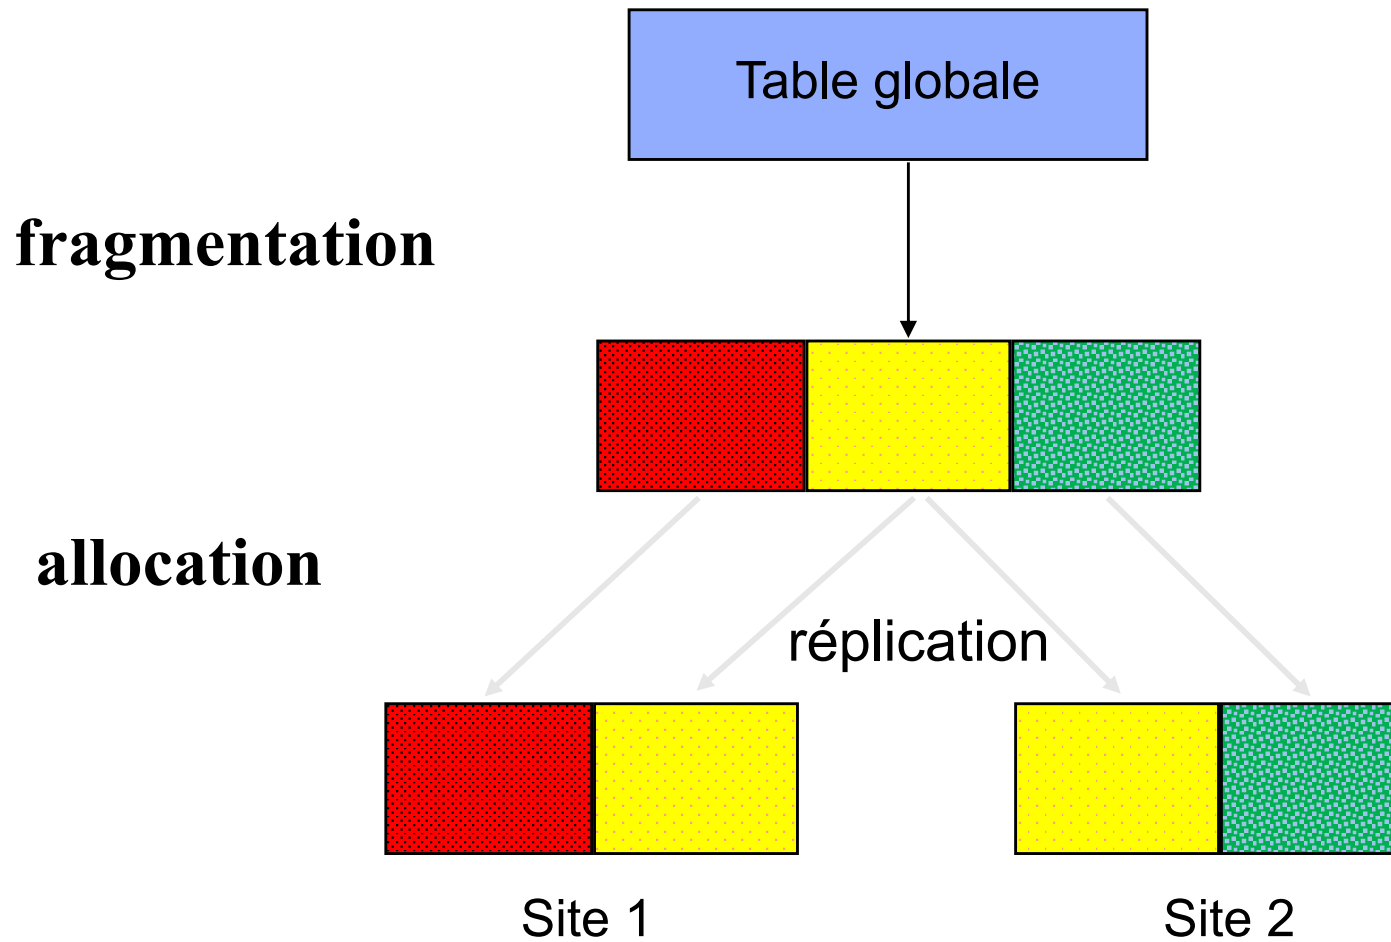 Table globale
fragmentation
allocation
réplication
Site 1
Site 2